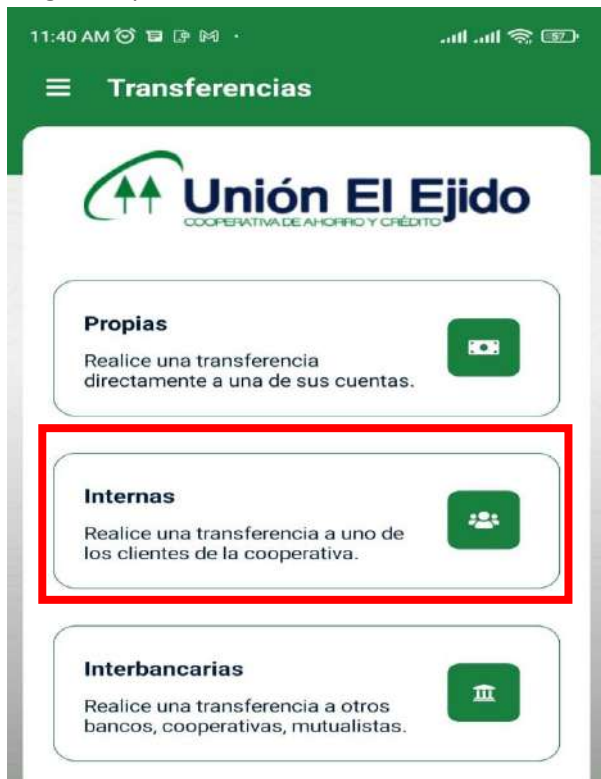 11:40 AM
57
Transferencias
Unión El Ejido
COOPERATIVA DE AHORRO Y CRÉDITO
Propias
Realice una transferencia
directamente a una de sus cuentas.
Internas
Realice una transferencia a uno de
los clientes de la cooperativa.
Interbancarias
Realice una transferencia a otros
bancos, cooperativas, mutualistas.